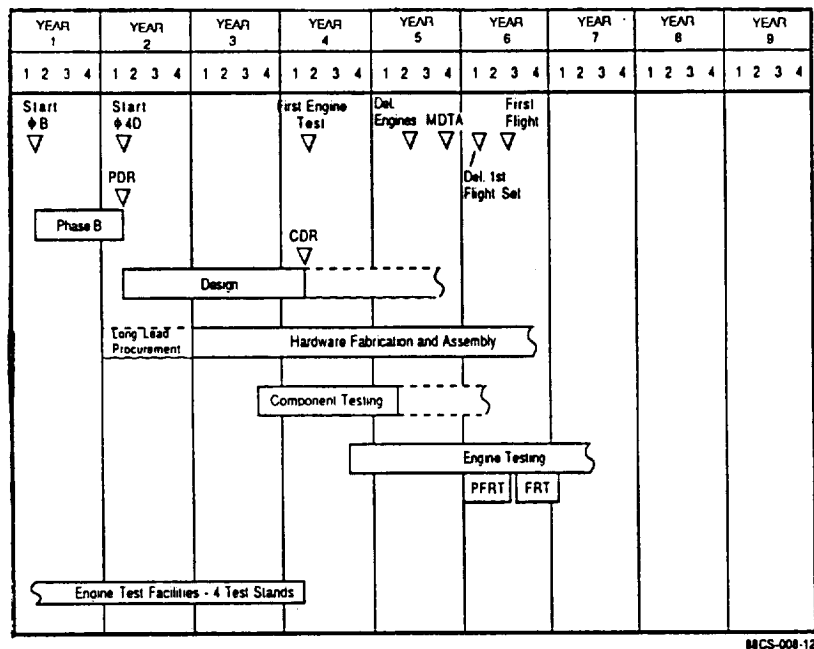 YEAR YEAR YEAR YEAR YEAR YEAR YEAR YEAR YEAR
1 2 3 4 5 6 7 8 9
1 2 3 4 1 2 3 4 1 2 3 4 1 2 3 4 1 2 3 4 1 2 3 4 1 2 3 4 1 2 3 4 1 2 3 4
Start Start First Engine Del. First
ϕB ϕ4D Test Engines MDTA Flight
Del. 1st
Flight Set
PDR
Phase B
CDR
Design
Long Lead
Procurement
Hardware Fabrication and Assembly
Component Testing
Engine Testing
PFRT FRT
Engine Test Facilities - 4 Test Stands
88CS-008-12